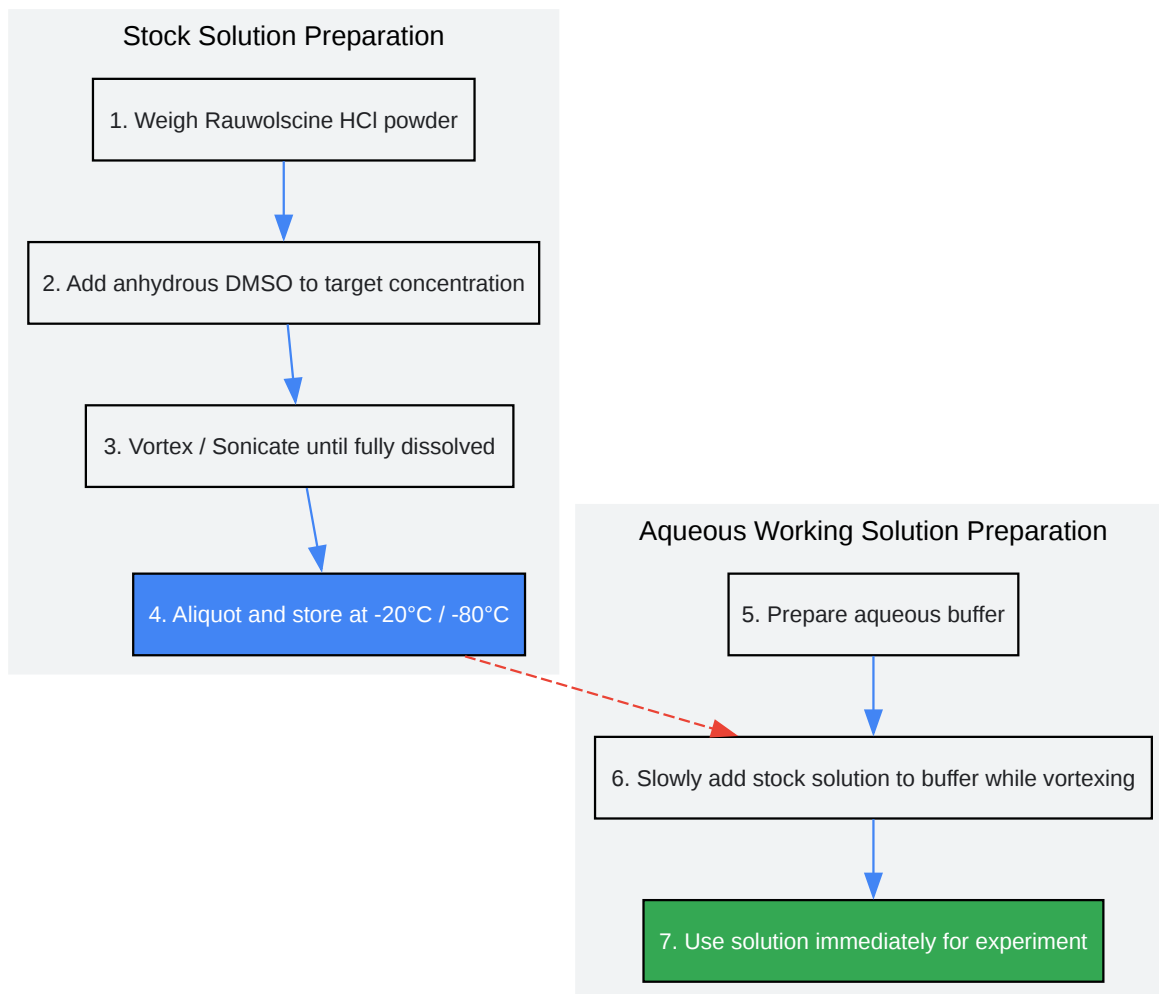 Stock Solution Preparation
1. Weigh Rauwolscine HCl powder
2. Add anhydrous DMSO to target concentration
3. Vortex / Sonicate until fully dissolved
4. Aliquot and store at -20°C / -80°C
Aqueous Working Solution Preparation
5. Prepare aqueous buffer
6. Slowly add stock solution to buffer while vortexing
7. Use solution immediately for experiment